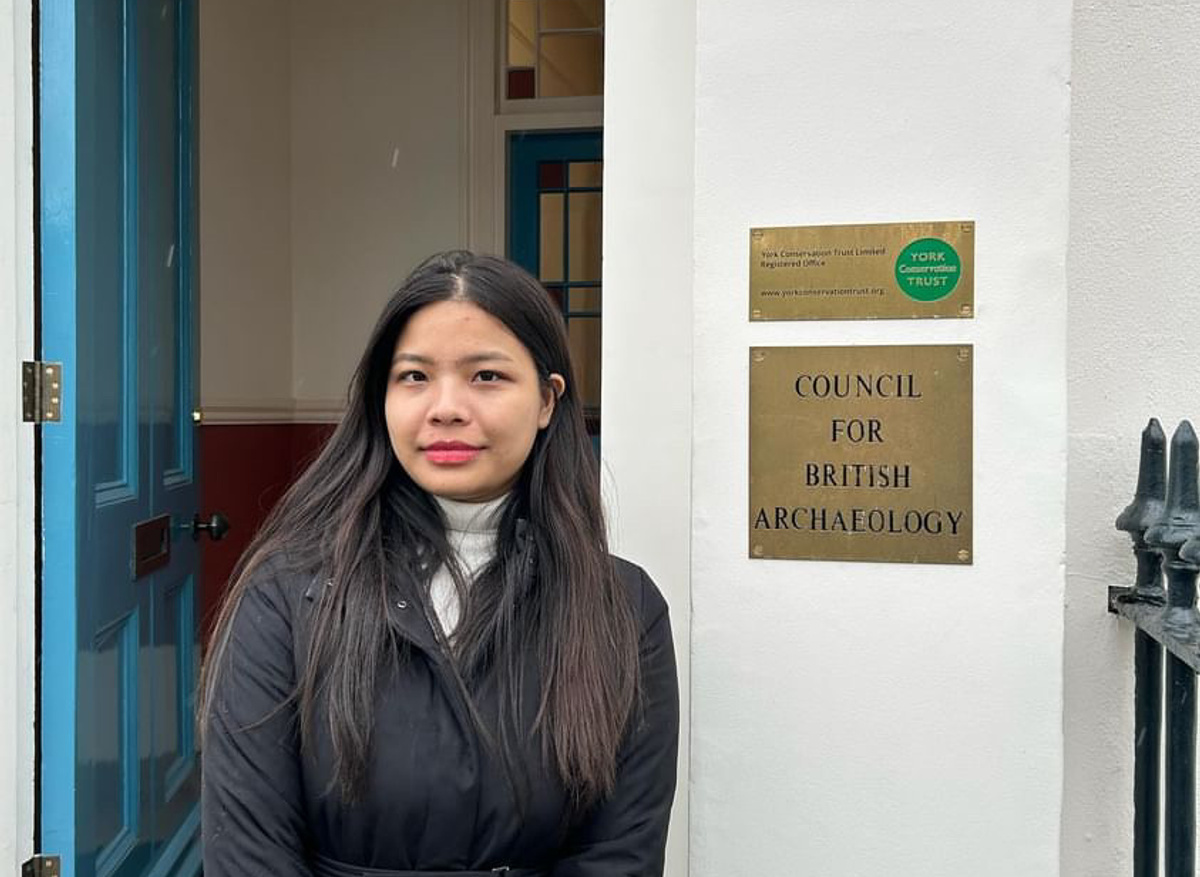 York Conservation Trust Limited
Registered Office
www.yorkconservationtrust.org
YORK
Conservation
TRUST
COUNCIL
FOR
BRITISH
ARCHAEOLOGY